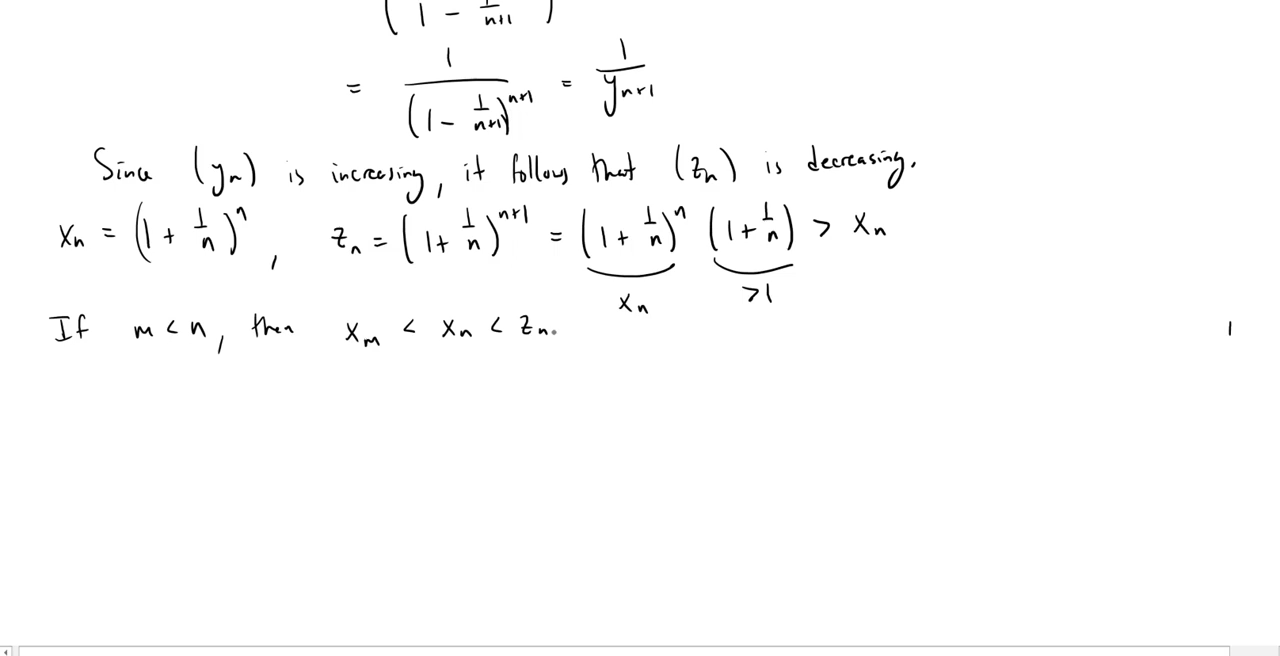 (1 - 1/(n+1))
= 1/(1 - 1/(n+1))^(n+1) = 1/y_(n+1)
Since (y_n) is increasing, it follows that (z_n) is decreasing.
x_n = (1 + 1/n)^n, z_n = (1 + 1/n)^(n+1) = (1 + 1/n)^n (1 + 1/n) > x_n
x_n >1
If m < n, then x_m < x_n < z_n.
1